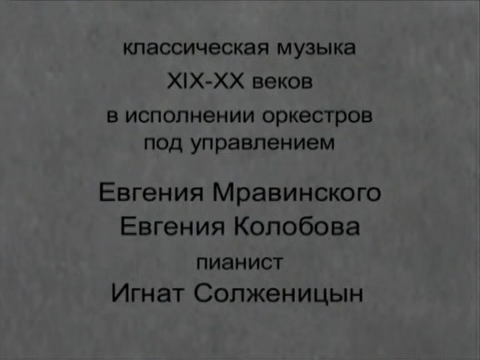 классическая музыка
XIX-XX веков
в исполнении оркестров
под управлением
Евгения Мравинского
Евгения Колобова
пианист
Игнат Солженицын